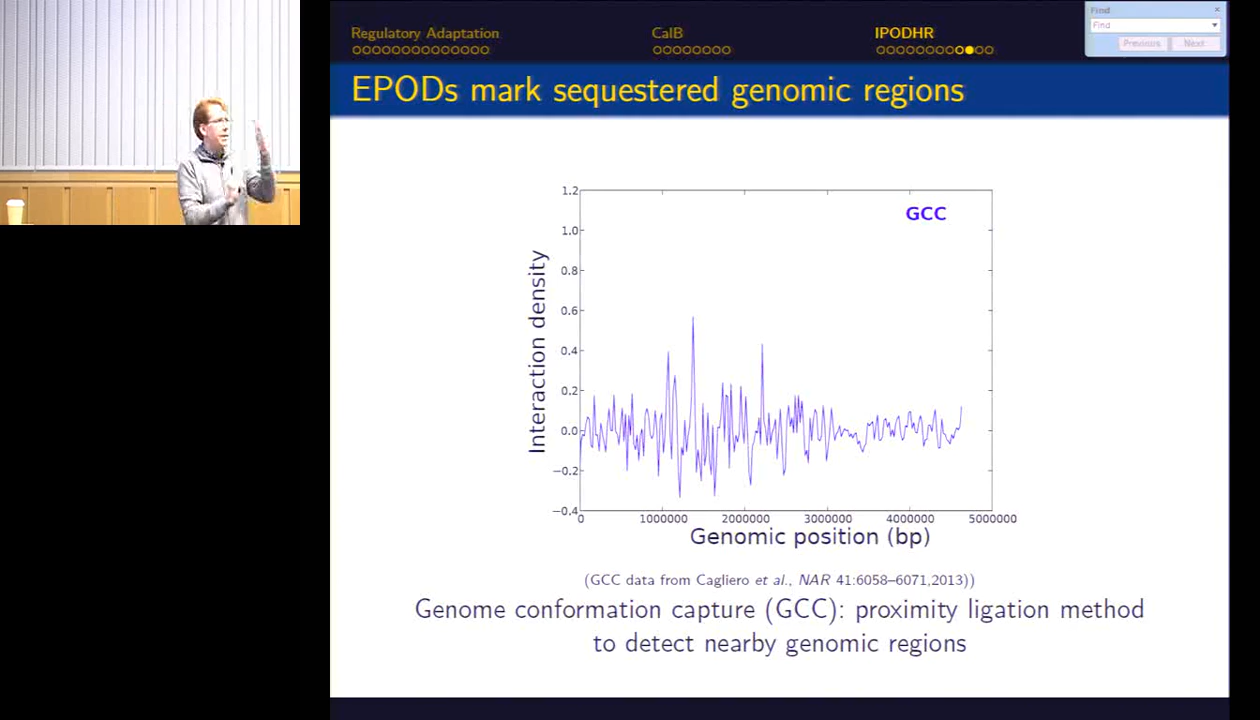 Regulatory Adaptation
CalB
IPODHR
Find
Find
Previous
Next
EPODs mark sequestered genomic regions
1.2
1.0
0.8
0.6
0.4
0.2
0.0
−0.2
−0.4
GCC
Interaction density
0
1000000
2000000
3000000
4000000
5000000
Genomic position (bp)
(GCC data from Cagliero et al., NAR 41:6058–6071,2013))
Genome conformation capture (GCC): proximity ligation method
to detect nearby genomic regions